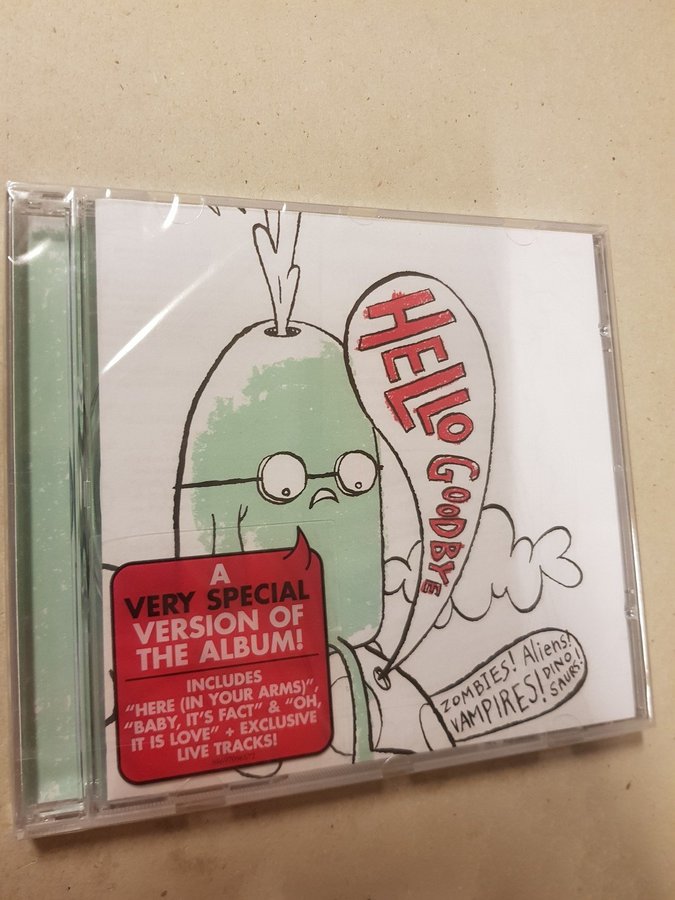 HELLO
GOODBYE
ZOMBIES! Aliens!
VAMPIRES! DINO
SAURS!
A
VERY SPECIAL
VERSION OF
THE ALBUM!
INCLUDES
"HERE (IN YOUR ARMS)",
"BABY, IT'S FACT" & "OH,
IT IS LOVE" + EXCLUSIVE
LIVE TRACKS!